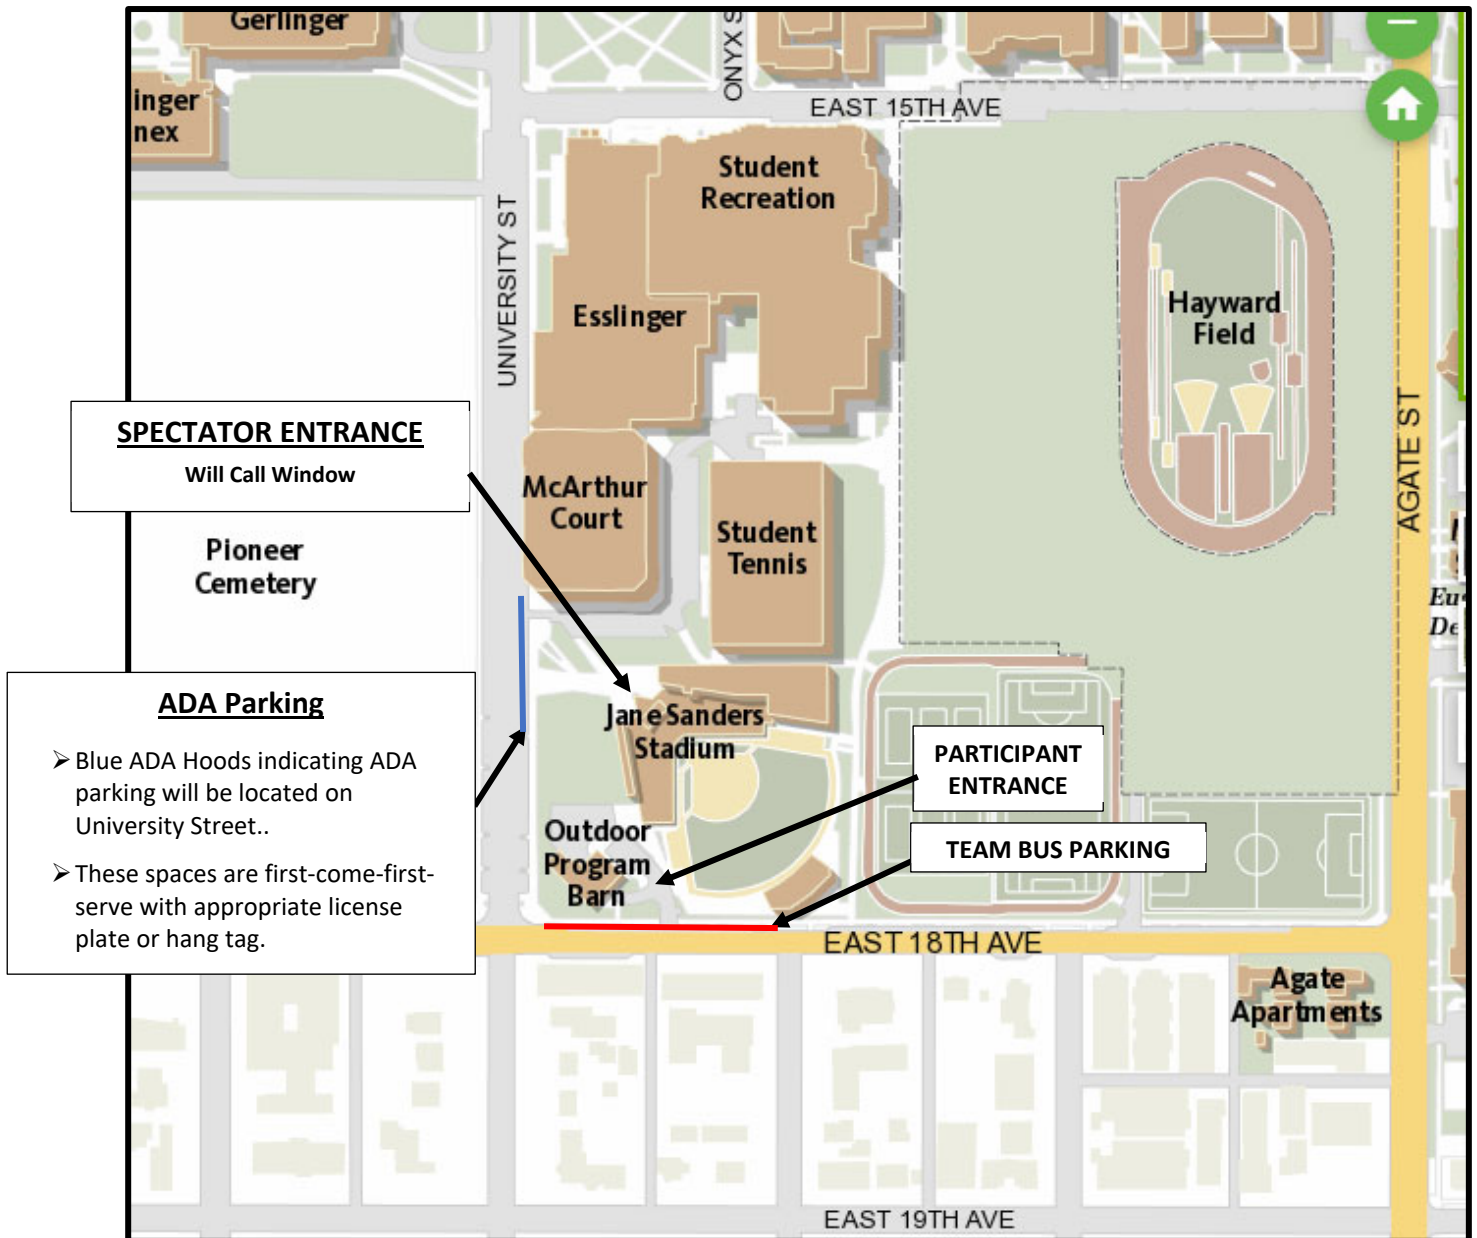 Gerlinger
ONYX S
inger
nex
EAST 15TH AVE
Student
Recreation
UNIVERSITY ST
Esslinger
Hayward
Field
AGATE ST
SPECTATOR ENTRANCE
Will Call Window
McArthur
Court
Student
Tennis
Pioneer
Cemetery
Eu
De
ADA Parking
➢ Blue ADA Hoods indicating ADA
parking will be located on
University Street..
➢ These spaces are first-come-first-
serve with appropriate license
plate or hang tag.
Jane Sanders
Stadium
PARTICIPANT
ENTRANCE
Outdoor
Program
Barn
TEAM BUS PARKING
EAST 18TH AVE
Agate
Apartments
EAST 19TH AVE